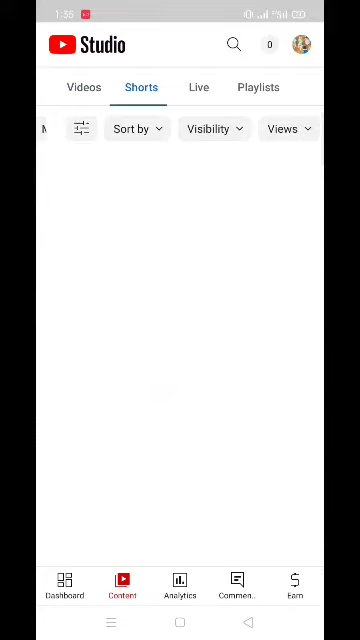 1:35
Studio
0
Videos Shorts Live Playlists
Sort by Visibility Views
Dashboard Content Analytics Commen.. Earn